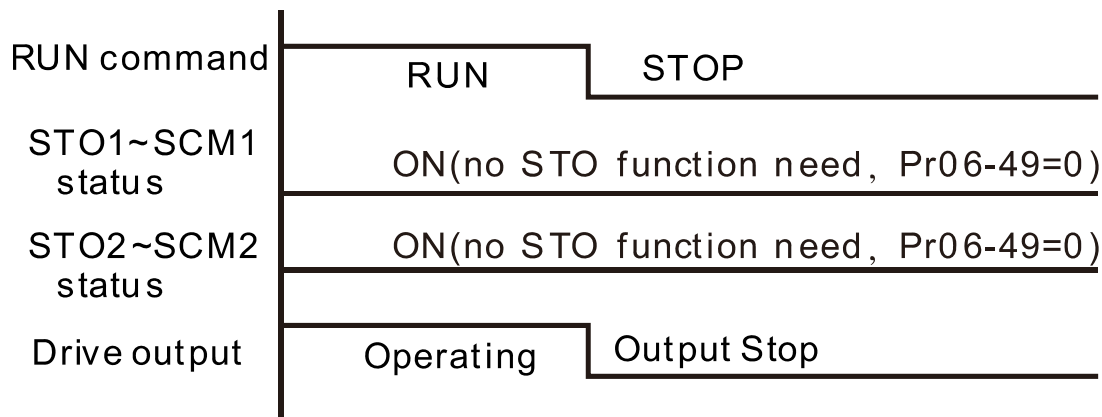 RUN command
RUN
STOP
STO1~SCM1
status
ON(no STO function need, Pr06-49=0)
STO2~SCM2
status
ON(no STO function need, Pr06-49=0)
Drive output
Operating
Output Stop